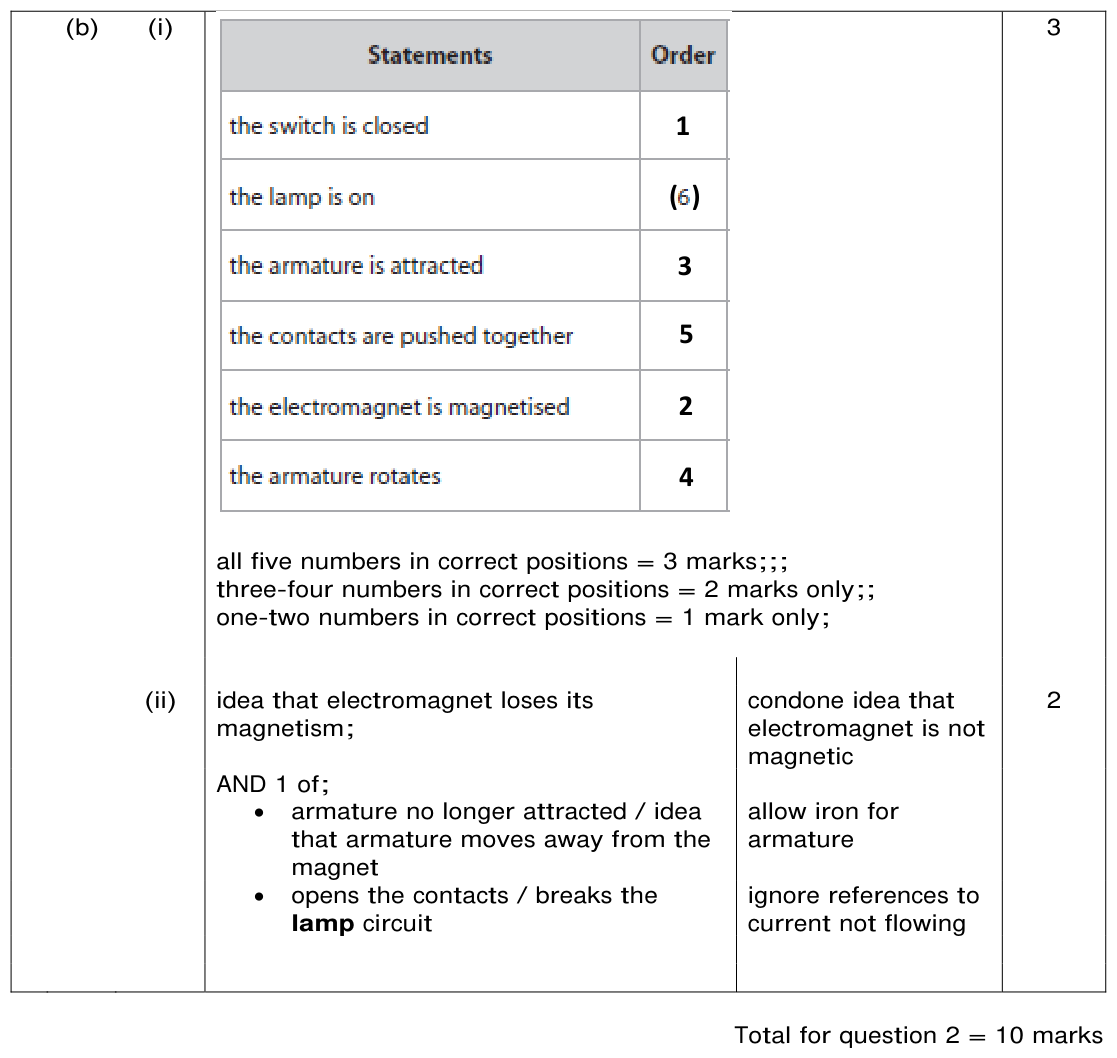 (b) (i) 3
Statements Order
the switch is closed 1
the lamp is on (6)
the armature is attracted 3
the contacts are pushed together 5
the electromagnet is magnetised 2
the armature rotates 4
all five numbers in correct positions = 3 marks;;;
three-four numbers in correct positions = 2 marks only;;
one-two numbers in correct positions = 1 mark only;
(ii) idea that electromagnet loses its condone idea that 2
magnetism; electromagnet is not
magnetic
AND 1 of;
• armature no longer attracted / idea allow iron for
that armature moves away from the armature
magnet
• opens the contacts / breaks the ignore references to
lamp circuit current not flowing
Total for question 2 = 10 marks